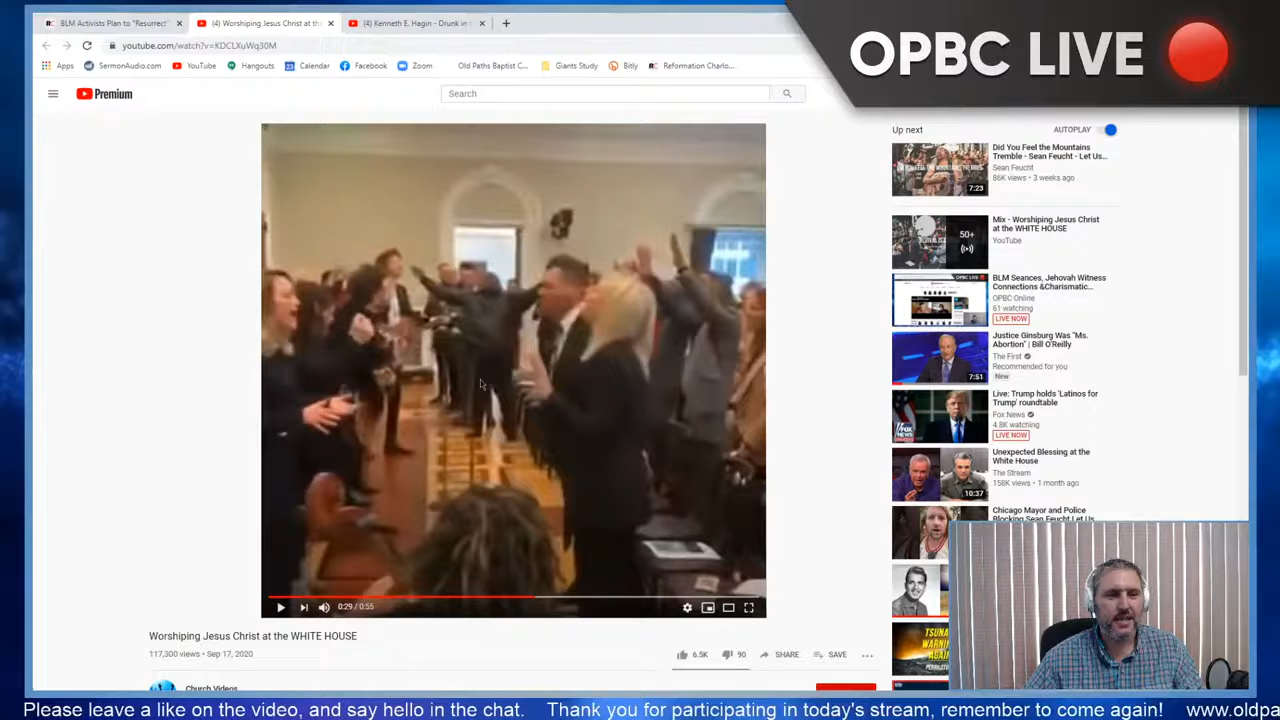 BLM Activists Plan to "Resurrect"
(4) Worshiping Jesus Christ at the
(4) Kenneth E. Hagin - Drunk in
youtube.com/watch?v=KDCLXuWq30M
Apps
SermonAudio.com
YouTube
Hangouts
Calendar
Facebook
Zoom
Old Paths Baptist C...
Giants Study
Bitly
Reformation Charlo...
OPBC LIVE
Premium
Search
Up next
AUTOPLAY
Did You Feel the Mountains
Tremble - Sean Feucht - Let Us...
Sean Feucht
86K views • 3 weeks ago
7:23
Mix - Worshiping Jesus Christ
at the WHITE HOUSE
YouTube
50+
BLM Seances, Jehovah Witness
Connections &Charismatic...
OPBC Online
61 watching
LIVE NOW
Justice Ginsburg Was "Ms.
Abortion" | Bill O'Reilly
The First
Recommended for you
New
7:51
Live: Trump holds 'Latinos for
Trump' roundtable
Fox News
4.8K watching
LIVE NOW
Unexpected Blessing at the
White House
The Stream
158K views • 1 month ago
10:37
Chicago Mayor and Police
Blocking Sean Feucht Let Us
0:29 / 0:55
Worshiping Jesus Christ at the WHITE HOUSE
117,300 views • Sep 17, 2020
6.5K
90
SHARE
SAVE
Church Videos
TSUNA
WARNIN
AGAIN
Please leave a like on the video, and say hello in the chat. Thank you for participating in today's stream, remember to come again! www.oldpa